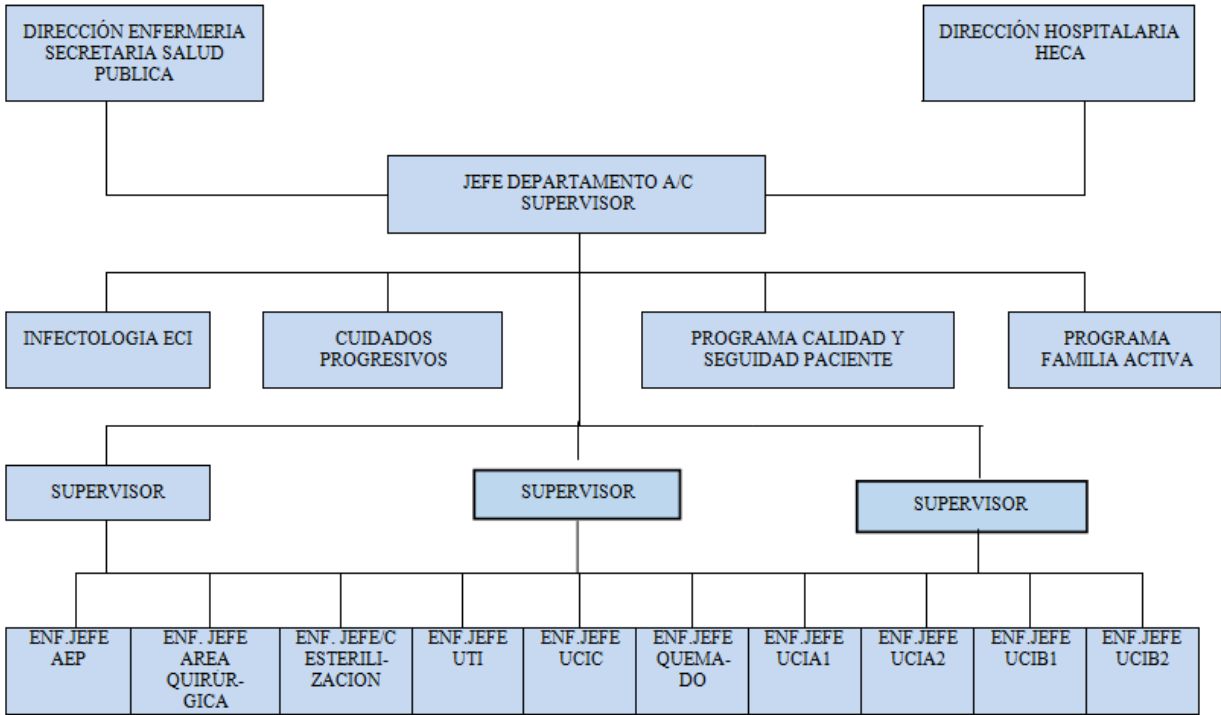 DIRECCIÓN ENFERMERIA
SECRETARIA SALUD
PUBLICA
DIRECCIÓN HOSPITALARIA
HECA
JEFE DEPARTAMENTO A/C
SUPERVISOR
INFECTOLOGIA ECI
CUIDADOS
PROGRESIVOS
PROGRAMA CALIDAD Y
SEGUIDAD PACIENTE
PROGRAMA
FAMILIA ACTIVA
SUPERVISOR
SUPERVISOR
SUPERVISOR
ENF.JEFE
AEP
ENF. JEFE
AREA
QUIRÚR-
GICA
ENF. JEFE/C
ESTERILI-
ZACION
ENF.JEFE
UTI
ENF.JEFE
UCIC
ENF.JEFE
QUEMA-
DO
ENF.JEFE
UCIA1
ENF.JEFE
UCIA2
ENF.JEFE
UCIB1
ENF.JEFE
UCIB2